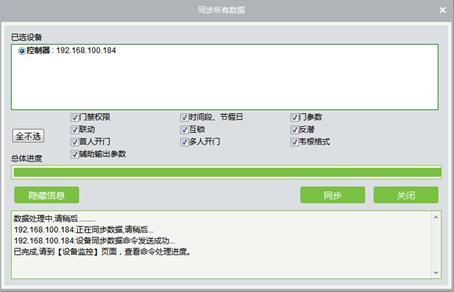 同步所有数据
已选设备
控制器 : 192.168.100.184
门禁权限 时间段、节假日 门参数
联动 互锁 反潜
全不选
首人开门 多人开门 韦根格式
辅助输出参数
总体进度
隐藏信息 同步 关闭
数据处理中,请稍后.........
192.168.100.184:正在同步数据,请稍后...
192.168.100.184:设备同步数据命令发送成功...
已完成,请到【设备监控】页面，查看命令处理进度。